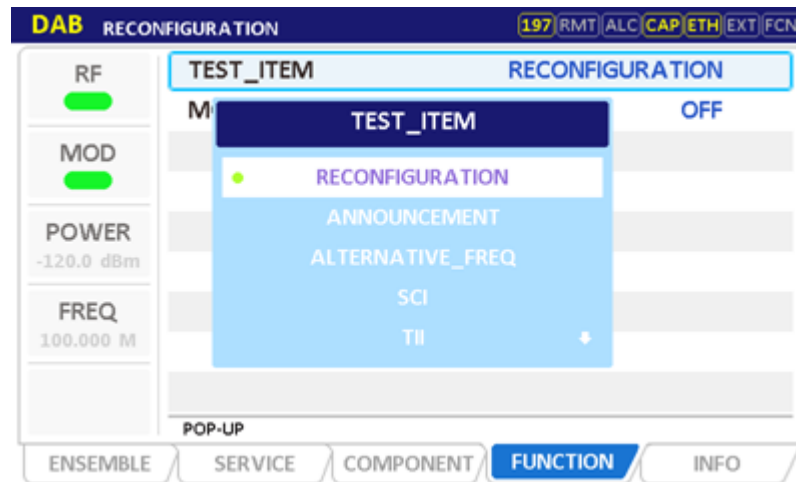 DAB RECONFIGURATION 197 RMT ALC CAP ETH EXT FCN
RF
TEST_ITEM RECONFIGURATION
OFF
TEST_ITEM
MOD
RECONFIGURATION
ANNOUNCEMENT
POWER
-120.0 dBm
ALTERNATIVE_FREQ
SCI
FREQ
100.000 M
TII
POP-UP
ENSEMBLE SERVICE COMPONENT FUNCTION INFO